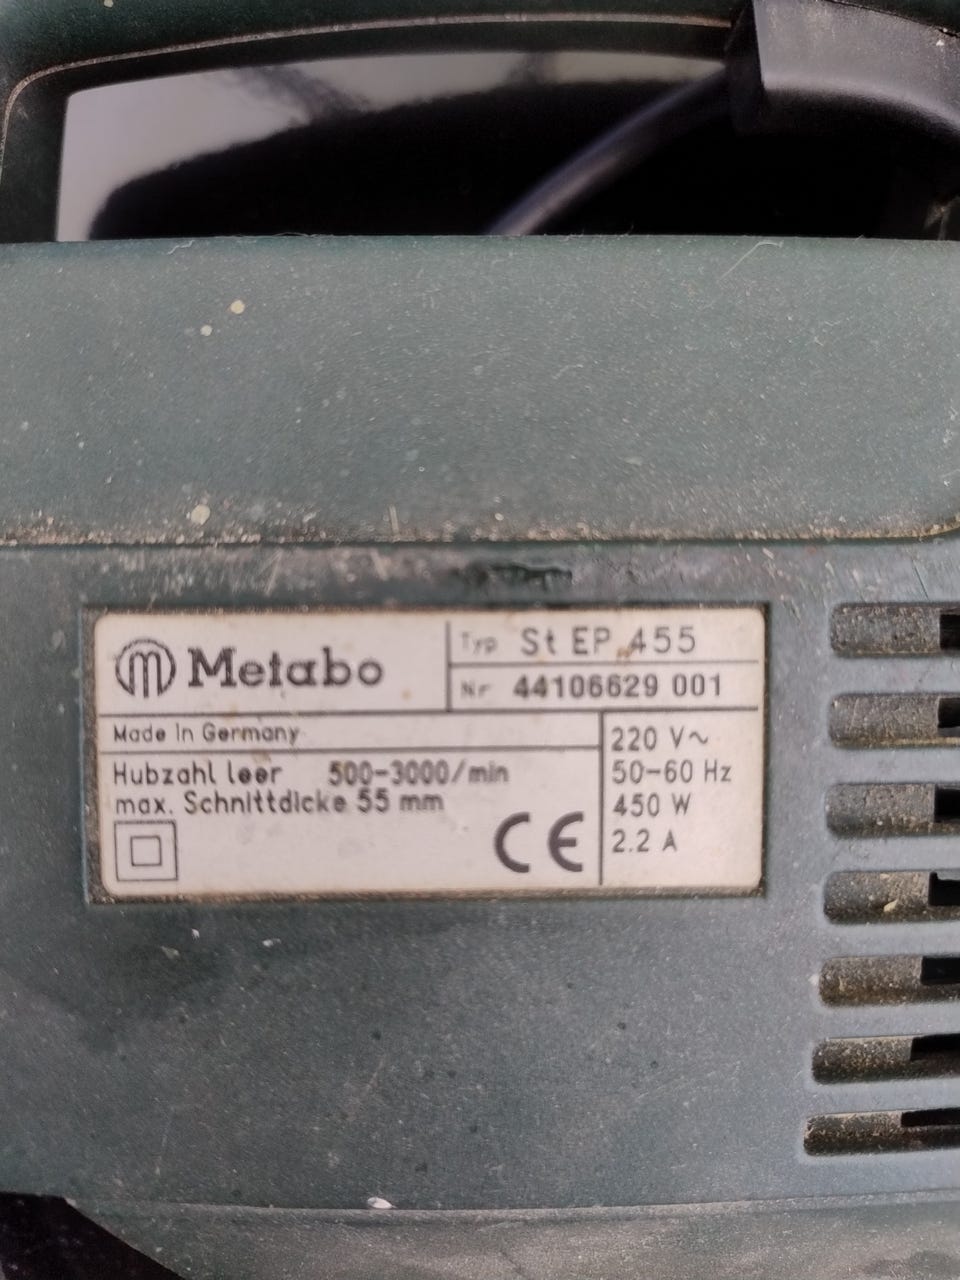 Metabo
Typ St EP 455
Nr 44106629 001
Made in Germany
Hubzahl leer 500-3000/min
max. Schnittdicke 55 mm
CE
220 V~
50-60 Hz
450 W
2.2 A